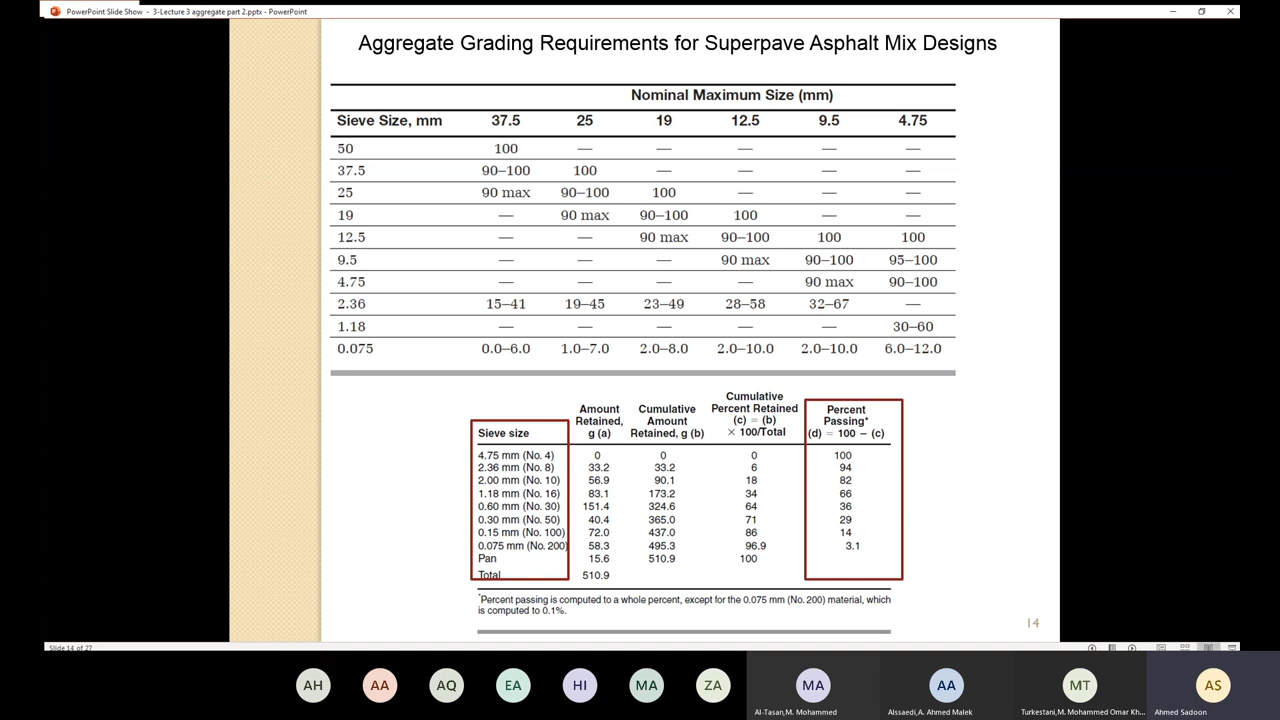 PowerPoint Slide Show - 3-Lecture 3 aggregate part 2.pptx - PowerPoint
Aggregate Grading Requirements for Superpave Asphalt Mix Designs
Nominal Maximum Size (mm)
Sieve Size, mm 37.5 25 19 12.5 9.5 4.75
50 100 — — — — —
37.5 90–100 100 — — — —
25 90 max 90–100 100 — — —
19 — 90 max 90–100 100 — —
12.5 — — 90 max 90–100 100 100
9.5 — — — 90 max 90–100 95–100
4.75 — — — — 90 max 90–100
2.36 15–41 19–45 23–49 28–58 32–67 —
1.18 — — — — — 30–60
0.075 0.0–6.0 1.0–7.0 2.0–8.0 2.0–10.0 2.0–10.0 6.0–12.0
Cumulative
Amount Cumulative Percent Retained Percent
Retained, Amount (c) = (b) Passing*
Sieve size g (a) Retained, g (b) × 100/Total (d) = 100 − (c)
4.75 mm (No. 4) 0 0 0 100
2.36 mm (No. 8) 33.2 33.2 6 94
2.00 mm (No. 10) 56.9 90.1 18 82
1.18 mm (No. 16) 83.1 173.2 34 66
0.60 mm (No. 30) 151.4 324.6 64 36
0.30 mm (No. 50) 40.4 365.0 71 29
0.15 mm (No. 100) 72.0 437.0 86 14
0.075 mm (No. 200) 58.3 495.3 96.9 3.1
Pan 15.6 510.9 100
Total 510.9
*Percent passing is computed to a whole percent, except for the 0.075 mm (No. 200) material, which
is computed to 0.1%.
14
Slide 14 of 27
AH AA AQ EA HI MA ZA MA AA MT AS
Al-Tasan,M. Mohammed Alssaedi,A. Ahmed Malek Turkestani,M. Mohammed Omar Kh... Ahmed Sadoon